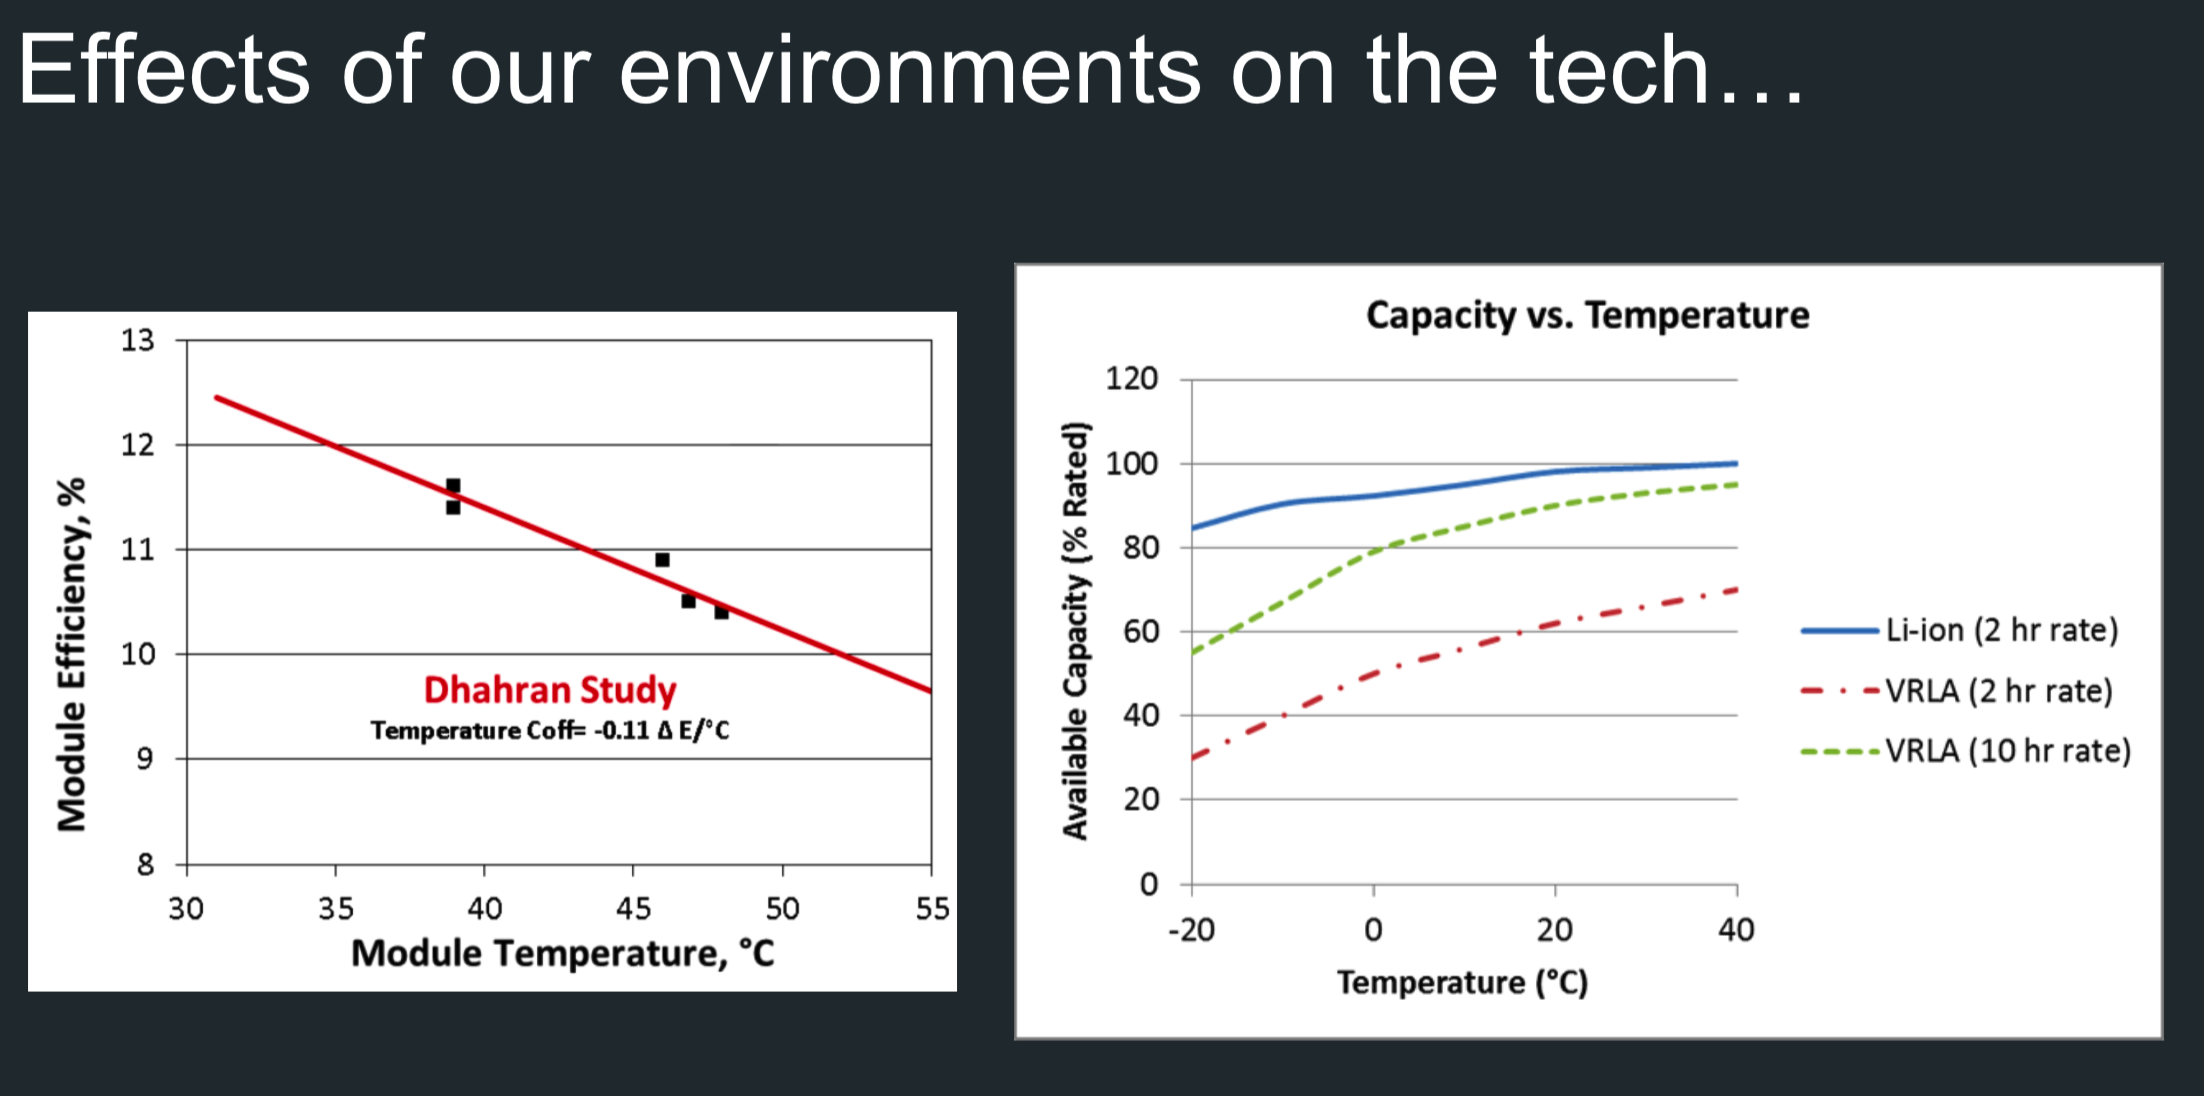 Effects of our environments on the tech…
13
12
11
10
9
8
Module Efficiency, %
30 35 40 45 50 55
Module Temperature, °C
Dhahran Study
Temperature Coff= -0.11 Δ E/°C
Capacity vs. Temperature
120
100
80
60
40
20
0
Available Capacity (% Rated)
-20 0 20 40
Temperature (°C)
Li-ion (2 hr rate)
VRLA (2 hr rate)
VRLA (10 hr rate)